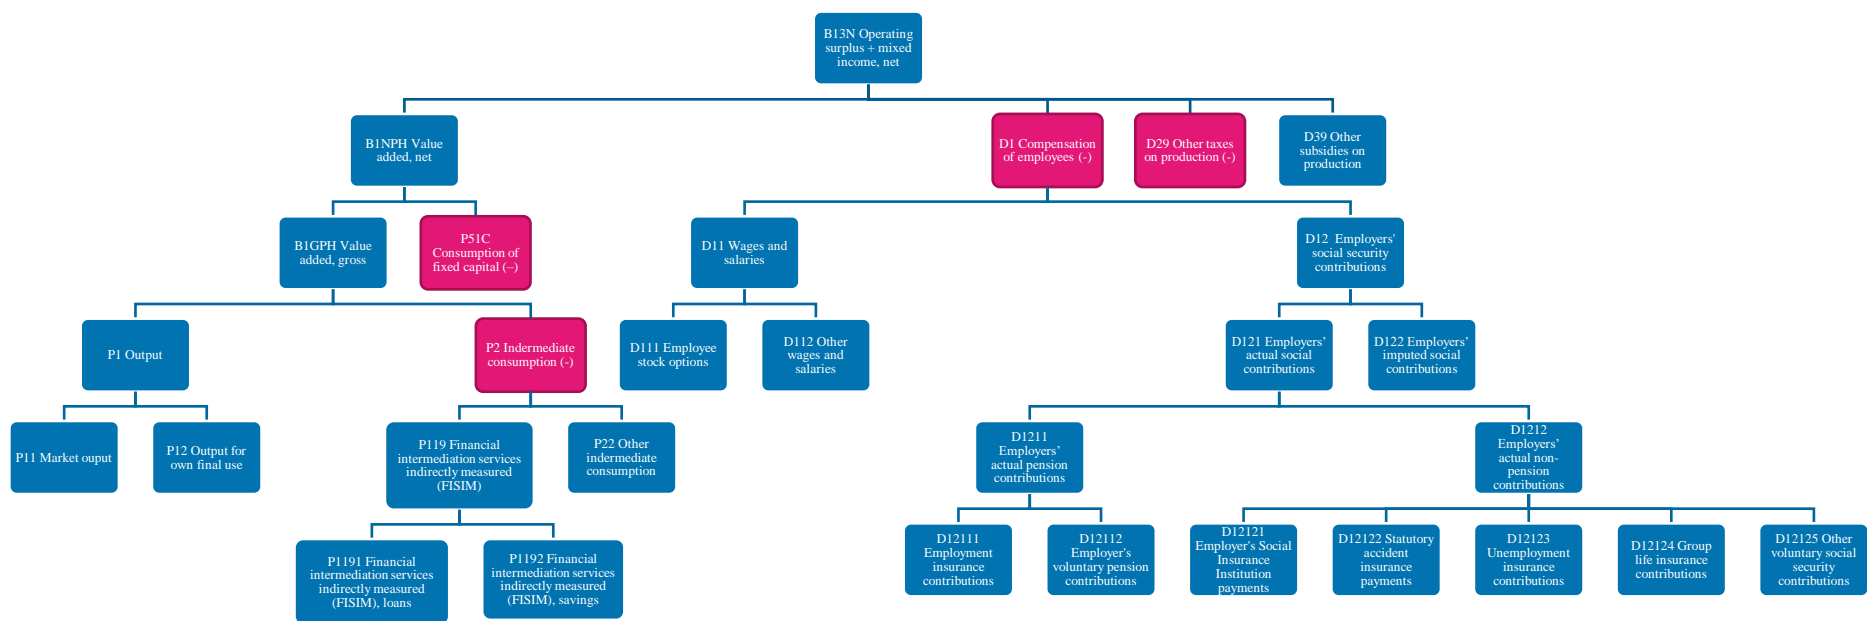 B13N Operating
surplus + mixed
income, net
B1NPH Value
added, net
D1 Compensation
of employees (-)
D29 Other taxes
on production (-)
D39 Other
subsidies on
production
B1GPH Value
added, gross
P51C
Consumption of
fixed capital (–)
D11 Wages and
salaries
D12  Employers'
social security
contributions
P1 Output
P2 Indermediate
consumption (-)
D111 Employee
stock options
D112 Other
wages and
salaries
D121 Employers’
actual social
contributions
D122 Employers’
imputed social
contributions
P11 Market ouput
P12 Output for
own final use
P119 Financial
intermediation services
indirectly measured
(FISIM)
P22 Other
indermediate
consumption
D1211
Employers’
actual pension
contributions
D1212
Employers’
actual non-
pension
contributions
P1191 Financial
intermediation services
indirectly measured
(FISIM), loans
P1192 Financial
intermediation services
indirectly measured
(FISIM), savings
D12111
Employment
insurance
contributions
D12112
Employer's
voluntary pension
contributions
D12121
Employer's Social
Insurance
Institution
payments
D12122 Statutory
accident
insurance
payments
D12123
Unemployment
insurance
contributions
D12124 Group
life insurance
contributions
D12125 Other
voluntary social
security
contributions